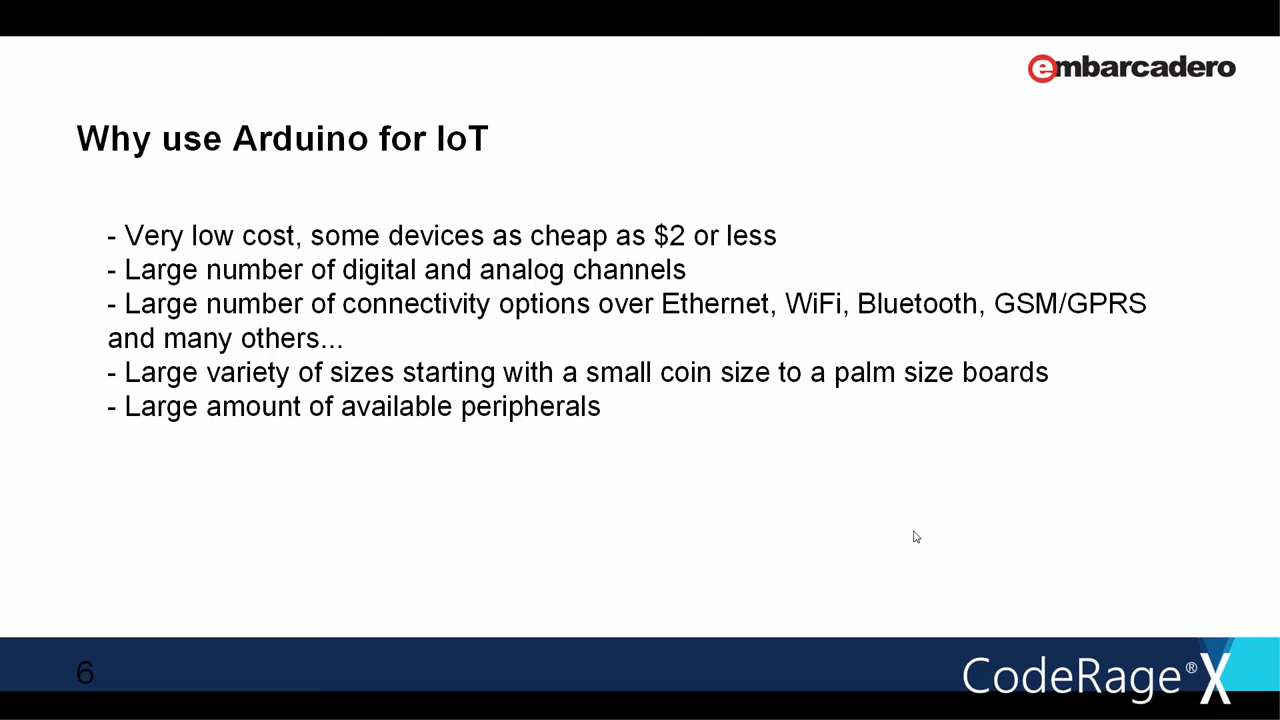 embarcadero
Why use Arduino for IoT
- Very low cost, some devices as cheap as $2 or less
- Large number of digital and analog channels
- Large number of connectivity options over Ethernet, WiFi, Bluetooth, GSM/GPRS
and many others...
- Large variety of sizes starting with a small coin size to a palm size boards
- Large amount of available peripherals
6
CodeRage® X